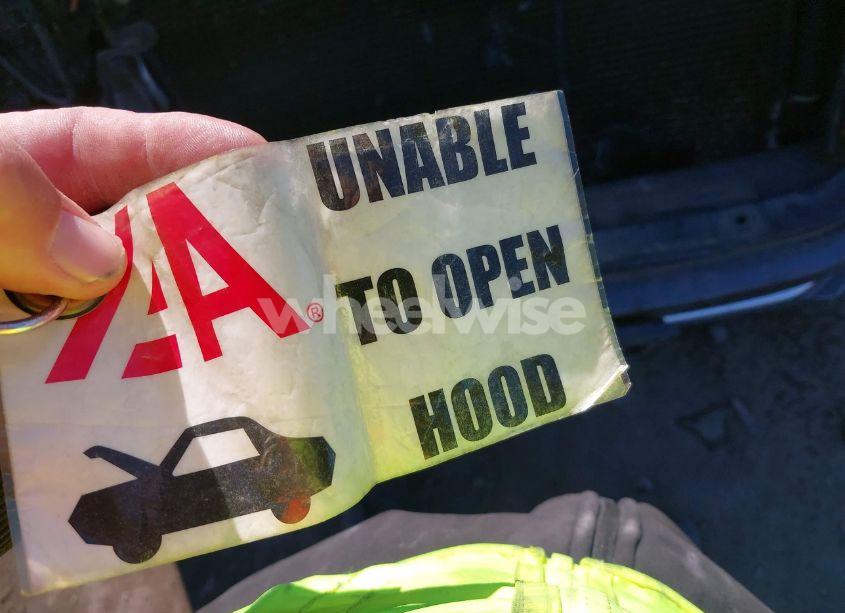 UNABLE
TO OPEN
HOOD
IAA®
wheelwise